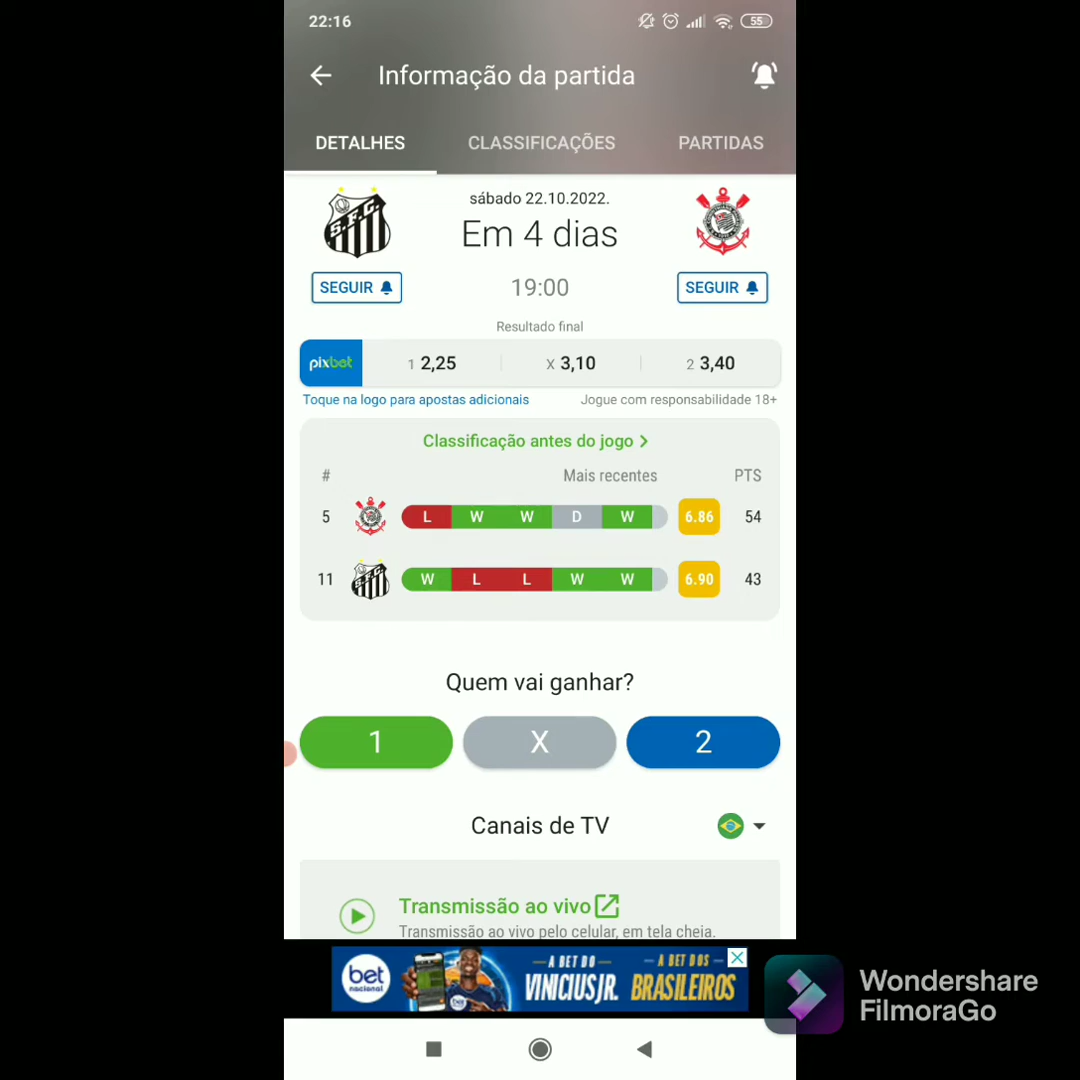 22:16
55
Informação da partida
DETALHES
CLASSIFICAÇÕES
PARTIDAS
S.F.C.
sábado 22.10.2022.
Em 4 dias
SEGUIR
19:00
SEGUIR
Resultado final
pixbet
1 2,25
X 3,10
2 3,40
Toque na logo para apostas adicionais
Jogue com responsabilidade 18+
Classificação antes do jogo >
#
Mais recentes
PTS
5 L W W D W 6.86 54
11 S.F.C. W L L W W 6.90 43
Quem vai ganhar?
1
X
2
Canais de TV
Transmissão ao vivo
Transmissão ao vivo pelo celular, em tela cheia.
bet
nacional
A BET DO
VINICIUS JR.
A BET DOS
BRASILEIROS
Wondershare
FilmoraGo